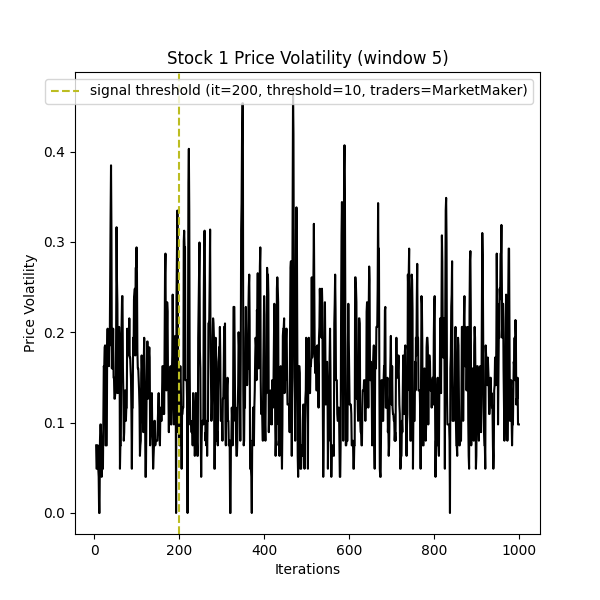 Stock 1 Price Volatility (window 5)
signal threshold (it=200, threshold=10, traders=MarketMaker)
0.4
0.3
0.2
0.1
0.0
Price Volatility
0 200 400 600 800 1000
Iterations